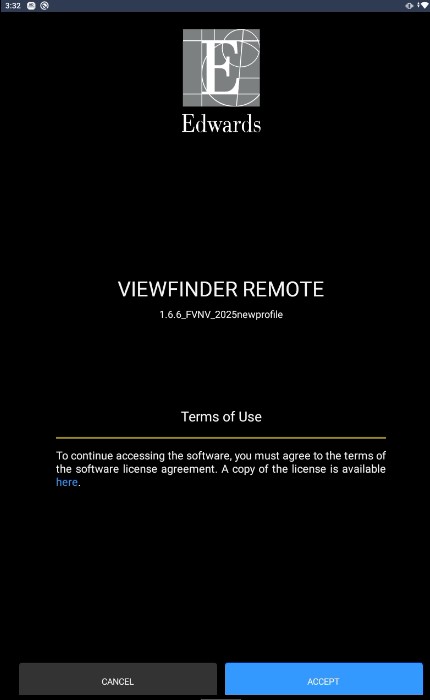 3:32
E
Edwards
VIEWFINDER REMOTE
1.6.6_FVNV_2025newprofile
Terms of Use
To continue accessing the software, you must agree to the terms of
the software license agreement. A copy of the license is available
here.
CANCEL
ACCEPT